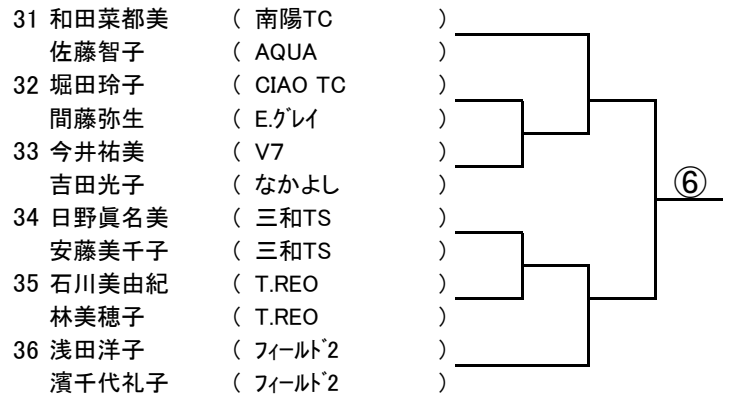 31 和田菜都美 ( 南陽TC )
佐藤智子 ( AQUA )
32 堀田玲子 ( CIAO TC )
間藤弥生 ( E.グレイ )
33 今井祐美 ( V7 )
吉田光子 ( なかよし )
⑥
34 日野眞名美 ( 三和TS )
安藤美千子 ( 三和TS )
35 石川美由紀 ( T.REO )
林美穂子 ( T.REO )
36 浅田洋子 ( フィールド2 )
濱千代礼子 ( フィールド2 )